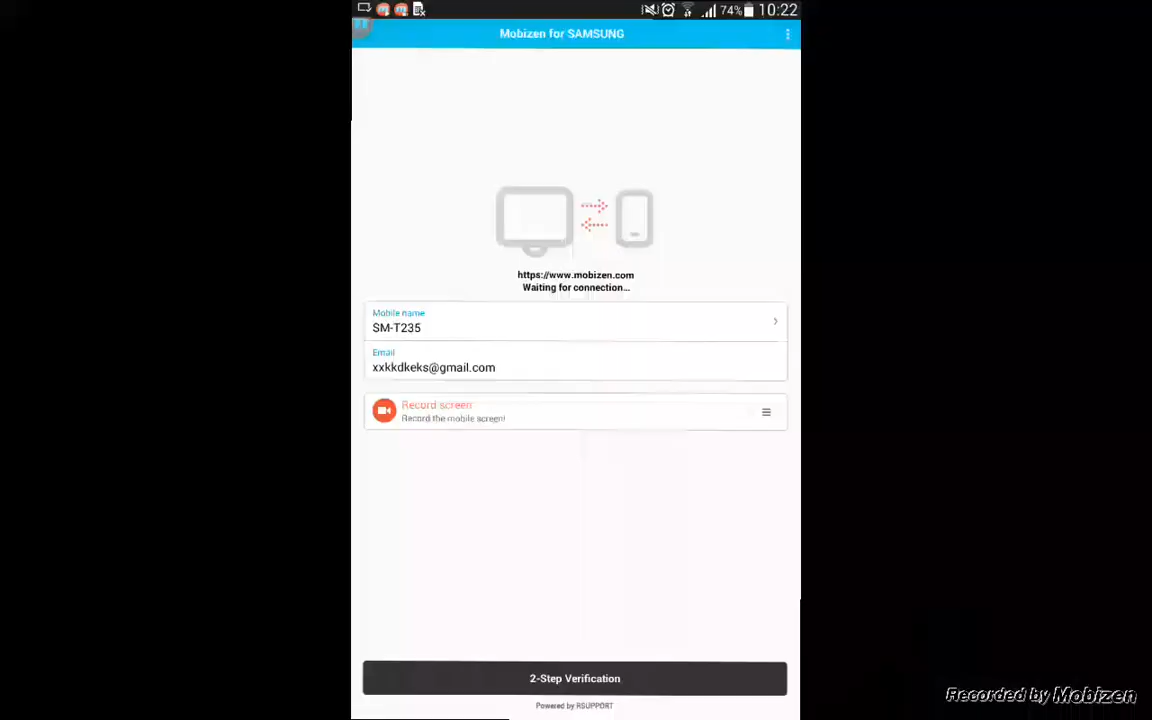 74% 10:22
Mobizen for SAMSUNG
https://www.mobizen.com
Waiting for connection...
Mobile name
SM-T235
Email
xxkkdkeks@gmail.com
Record screen
Record the mobile screen!
2-Step Verification
Powered by RSUPPORT
Recorded by Mobizen